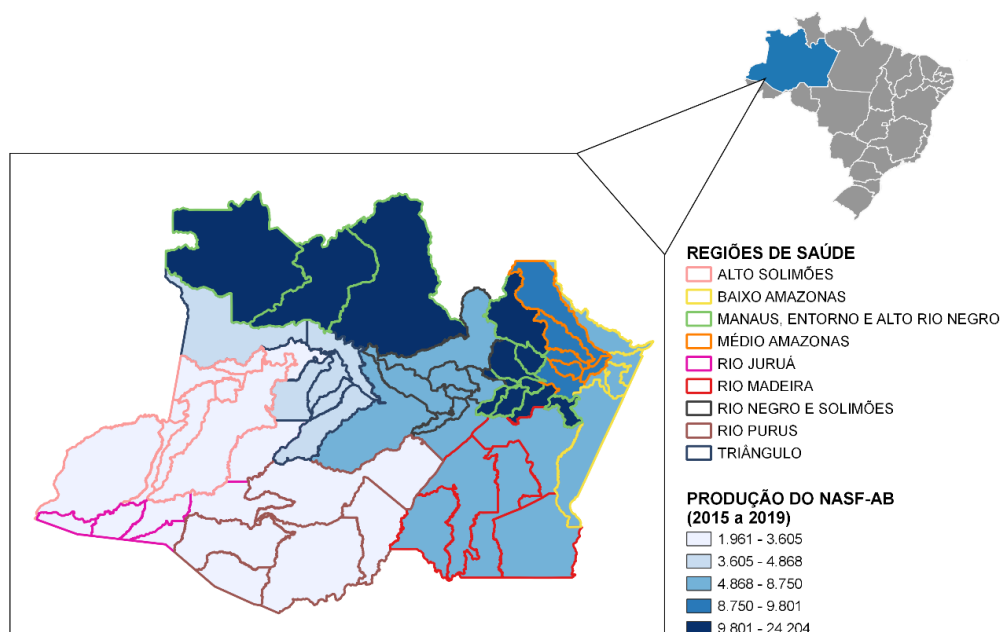 REGIÕES DE SAÚDE
ALTO SOLIMÕES
BAIXO AMAZONAS
MANAUS, ENTORNO E ALTO RIO NEGRO
MÉDIO AMAZONAS
RIO JURUÁ
RIO MADEIRA
RIO NEGRO E SOLIMÕES
RIO PURUS
TRIÂNGULO
PRODUÇÃO DO NASF-AB
(2015 a 2019)
1.961 - 3.605
3.605 - 4.868
4.868 - 8.750
8.750 - 9.801
9.801 - 24.204